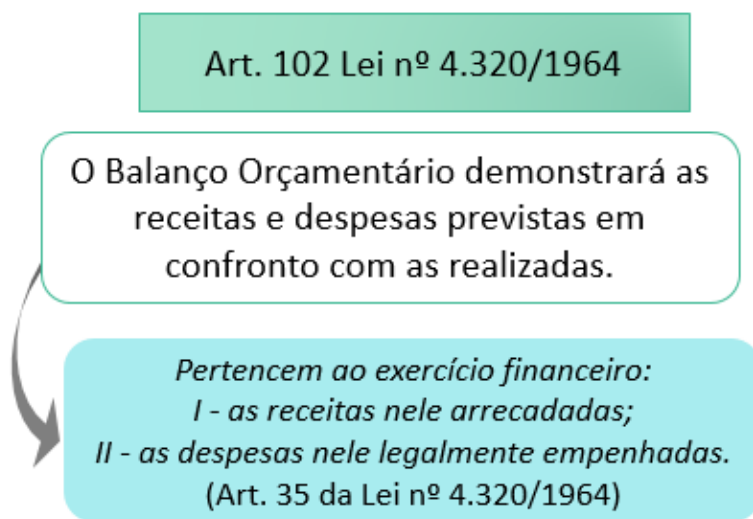 Art. 102 Lei nº 4.320/1964
O Balanço Orçamentário demonstrará as
receitas e despesas previstas em
confronto com as realizadas.
Pertencem ao exercício financeiro:
I - as receitas nele arrecadadas;
II - as despesas nele legalmente empenhadas.
(Art. 35 da Lei nº 4.320/1964)